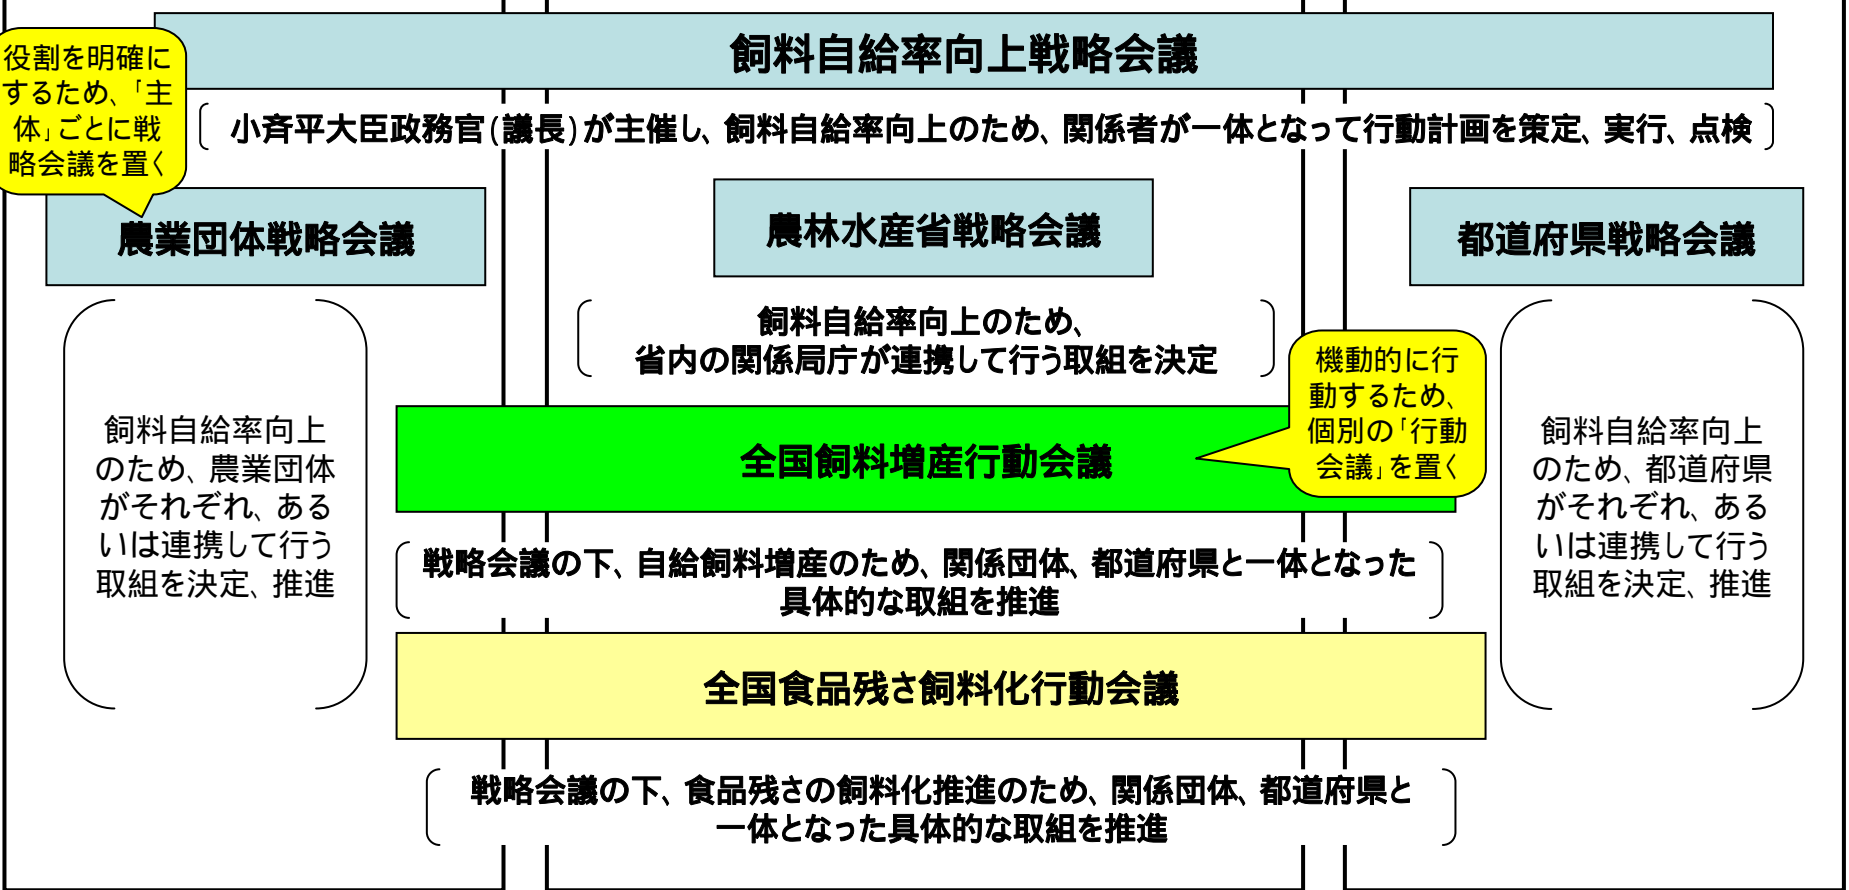 飼料自給率向上戦略会議
役割を明確に
するため、「主
体」ごとに戦
略会議を置く
小斉平大臣政務官(議長)が主催し、飼料自給率向上のため、関係者が一体となって行動計画を策定、実行、点検
農業団体戦略会議
農林水産省戦略会議
都道府県戦略会議
飼料自給率向上のため、
省内の関係局庁が連携して行う取組を決定
機動的に行
動するため、
個別の「行動
会議」を置く
飼料自給率向上
のため、農業団体
がそれぞれ、ある
いは連携して行う
取組を決定、推進
全国飼料増産行動会議
飼料自給率向上
のため、都道府県
がそれぞれ、ある
いは連携して行う
取組を決定、推進
戦略会議の下、自給飼料増産のため、関係団体、都道府県と一体となった
具体的な取組を推進
全国食品残さ飼料化行動会議
戦略会議の下、食品残さの飼料化推進のため、関係団体、都道府県と
一体となった具体的な取組を推進